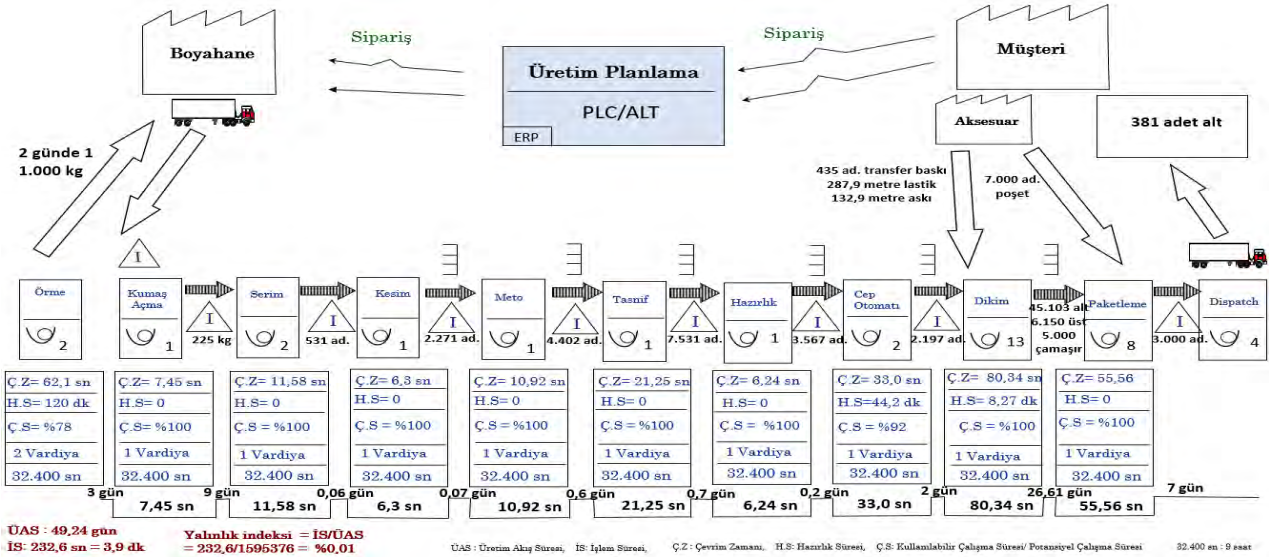 Boyahane
Sipariş
Üretim Planlama
PLC/ALT
ERP
Sipariş
Müşteri
Aksesuar
381 adet alt
2 günde 1
1.000 kg
435 ad. transfer baskı
287,9 metre lastik
132,9 metre askı
7.000 ad.
poşet
I
Örme
2
Kumaş
Açma
1
I
225 kg
Serim
2
I
531 ad.
Kesim
1
I
2.271 ad.
Meto
1
I
4.402 ad.
Tasnif
1
I
7.531 ad.
Hazırlık
1
I
3.567 ad.
Cep
Otomatı
2
I
2.197 ad.
Dikim
13
45.103 alt
6.150 üst
5.000
çamaşır
Paketleme
8
I
3.000 ad.
Dispatch
4
Ç.Z= 62,1 sn
H.S= 120 dk
Ç.S= %78
2 Vardiya
32.400 sn
Ç.Z= 7,45 sn
H.S= 0
Ç.S= %100
1 Vardiya
32.400 sn
Ç.Z= 11,58 sn
H.S= 0
Ç.S = %100
1 Vardiya
32.400 sn
Ç.Z= 6,3 sn
H.S= 0
Ç.S = %100
1 Vardiya
32.400 sn
Ç.Z= 10,92 sn
H.S= 0
Ç.S = %100
1 Vardiya
32.400 sn
Ç.Z= 21,25 sn
H.S= 0
Ç.S = %100
1 Vardiya
32.400 sn
Ç.Z= 6,24 sn
H.S= 0
Ç.S = %100
1 Vardiya
32.400 sn
Ç.Z= 33,0 sn
H.S=44,2 dk
Ç.S = %92
1 Vardiya
32.400 sn
Ç.Z= 80,34 sn
H.S= 8,27 dk
Ç.S = %100
1 Vardiya
32.400 sn
Ç.Z= 55,56
H.S= 0
Ç.S = %100
1 Vardiya
32.400 sn
3 gün
7,45 sn
9 gün
11,58 sn
0,06 gün
6,3 sn
0,07 gün
10,92 sn
0,6 gün
21,25 sn
0,7 gün
6,24 sn
0,2 gün
33,0 sn
2 gün
80,34 sn
26,61 gün
55,56 sn
7 gün
ÜAS : 49,24 gün
İS: 232,6 sn = 3,9 dk
Yalınlık indeksi = İS/ÜAS
= 232,6/1595376 = %0,01
ÜAS : Üretim Akış Süresi, İS: İşlem Süresi, Ç.Z : Çevrim Zamanı, H.S: Hazırlık Süresi, Ç.S: Kullanılabilir Çalışma Süresi/ Potansiyel Çalışma Süresi 32.400 sn : 9 saat